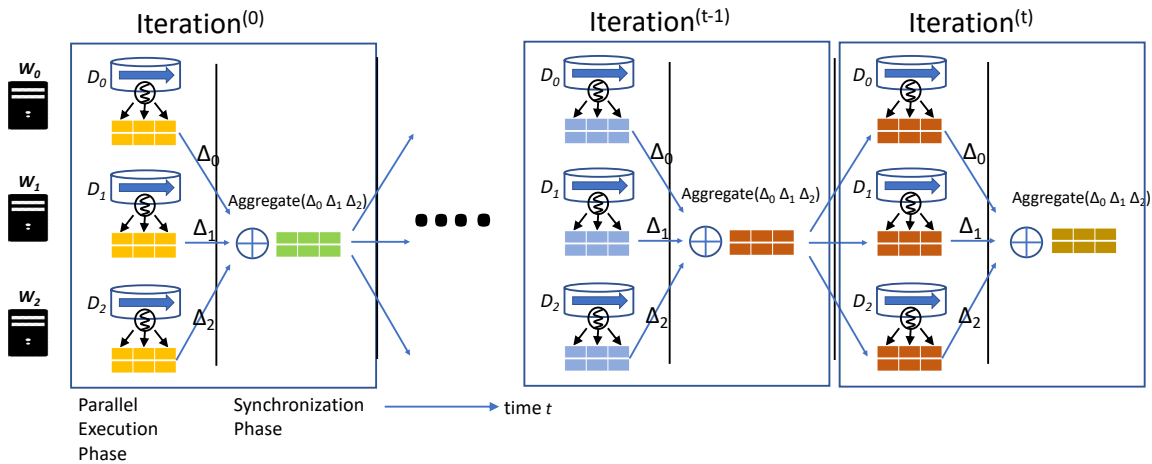 Iteration(0)
Iteration(t-1)
Iteration(t)
W0
D0
D0
D0
Δ0
Δ0
Δ0
W1
D1
D1
D1
Aggregate(Δ0 Δ1 Δ2)
Aggregate(Δ0 Δ1 Δ2)
Aggregate(Δ0 Δ1 Δ2)
Δ1
Δ1
Δ1
W2
D2
D2
D2
Δ2
Δ2
Δ2
Parallel
Execution
Phase
Synchronization
Phase
time t